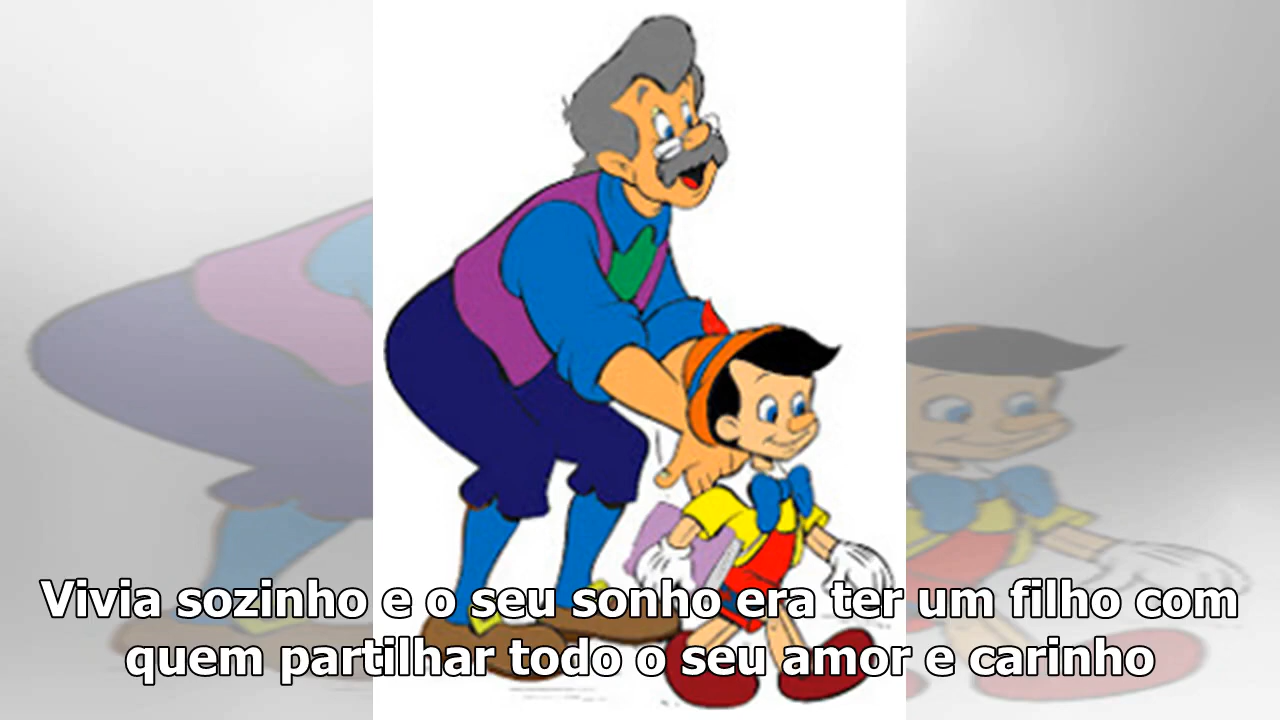 Vivia sozinho e o seu sonho era ter um filho com
quem partilhar todo o seu amor e carinho